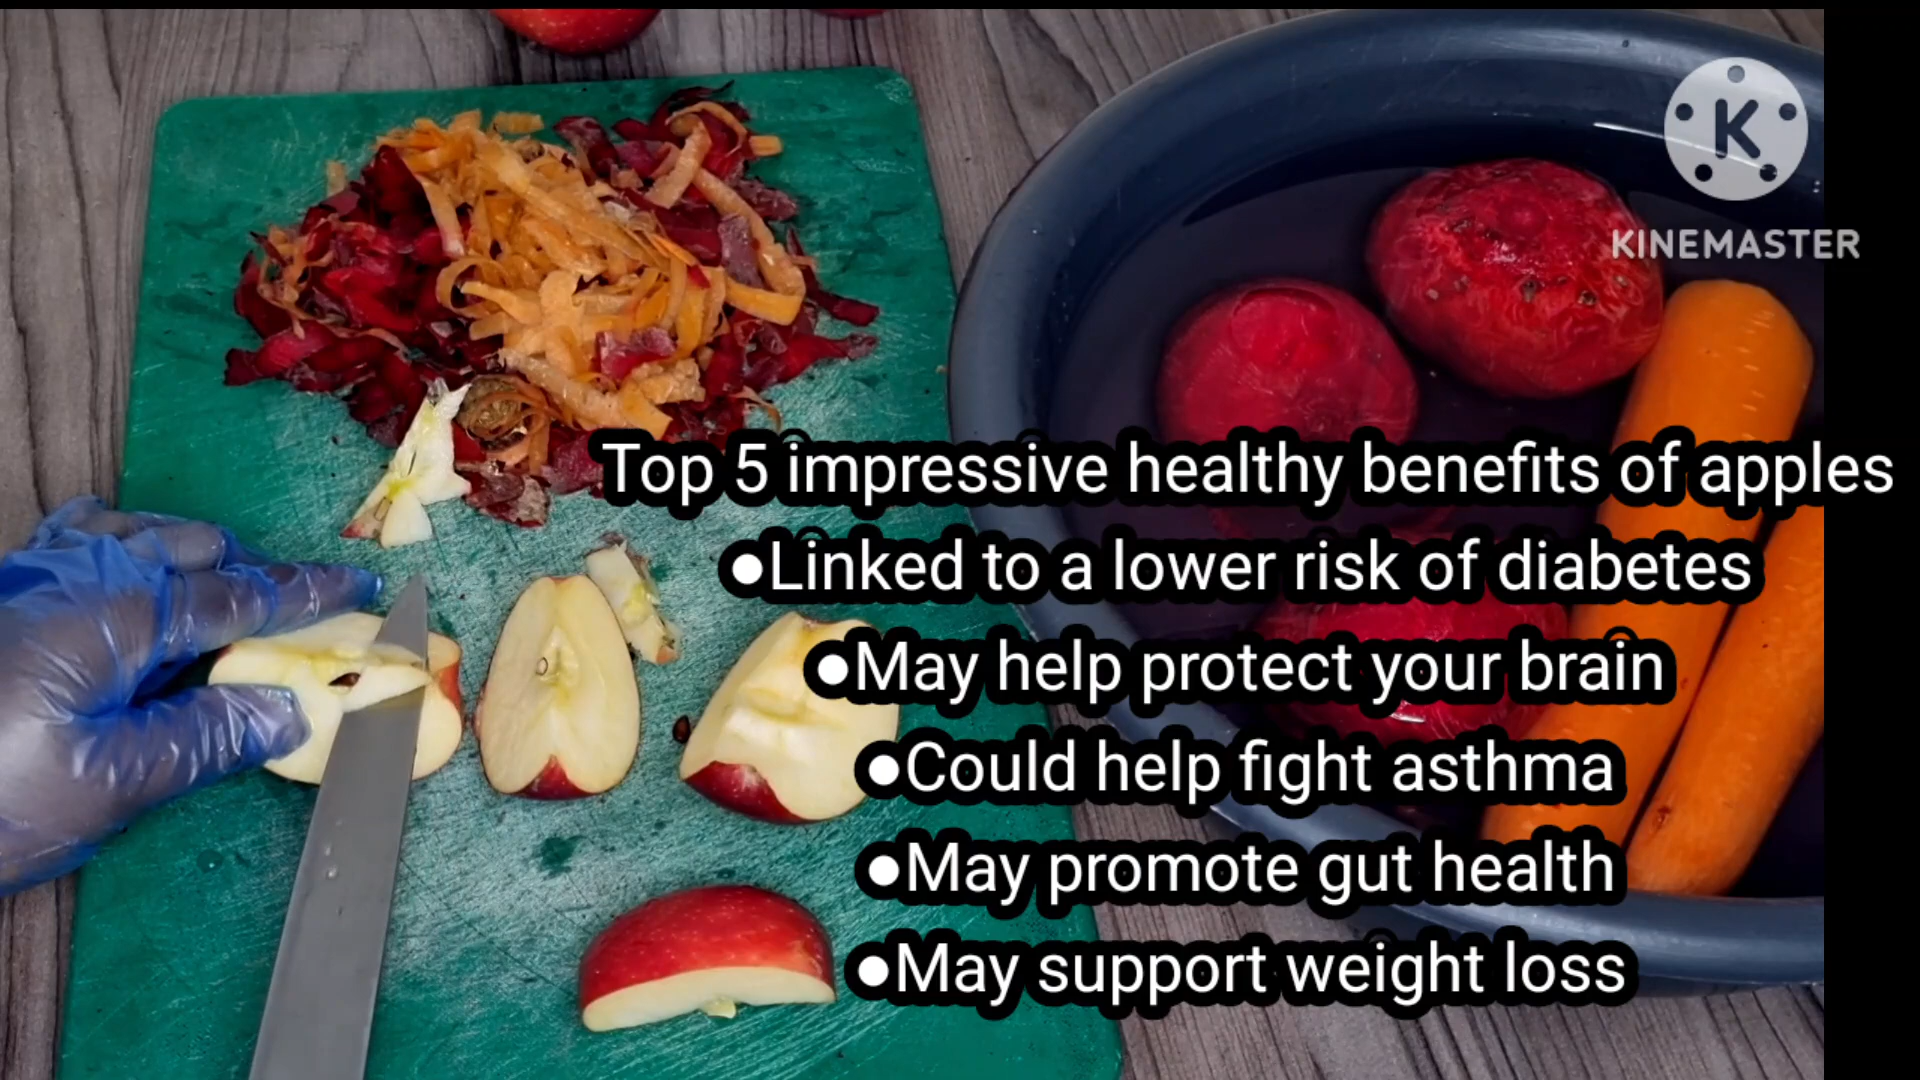 K
KINEMASTER
Top 5 impressive healthy benefits of apples
●Linked to a lower risk of diabetes
●May help protect your brain
●Could help fight asthma
●May promote gut health
●May support weight loss